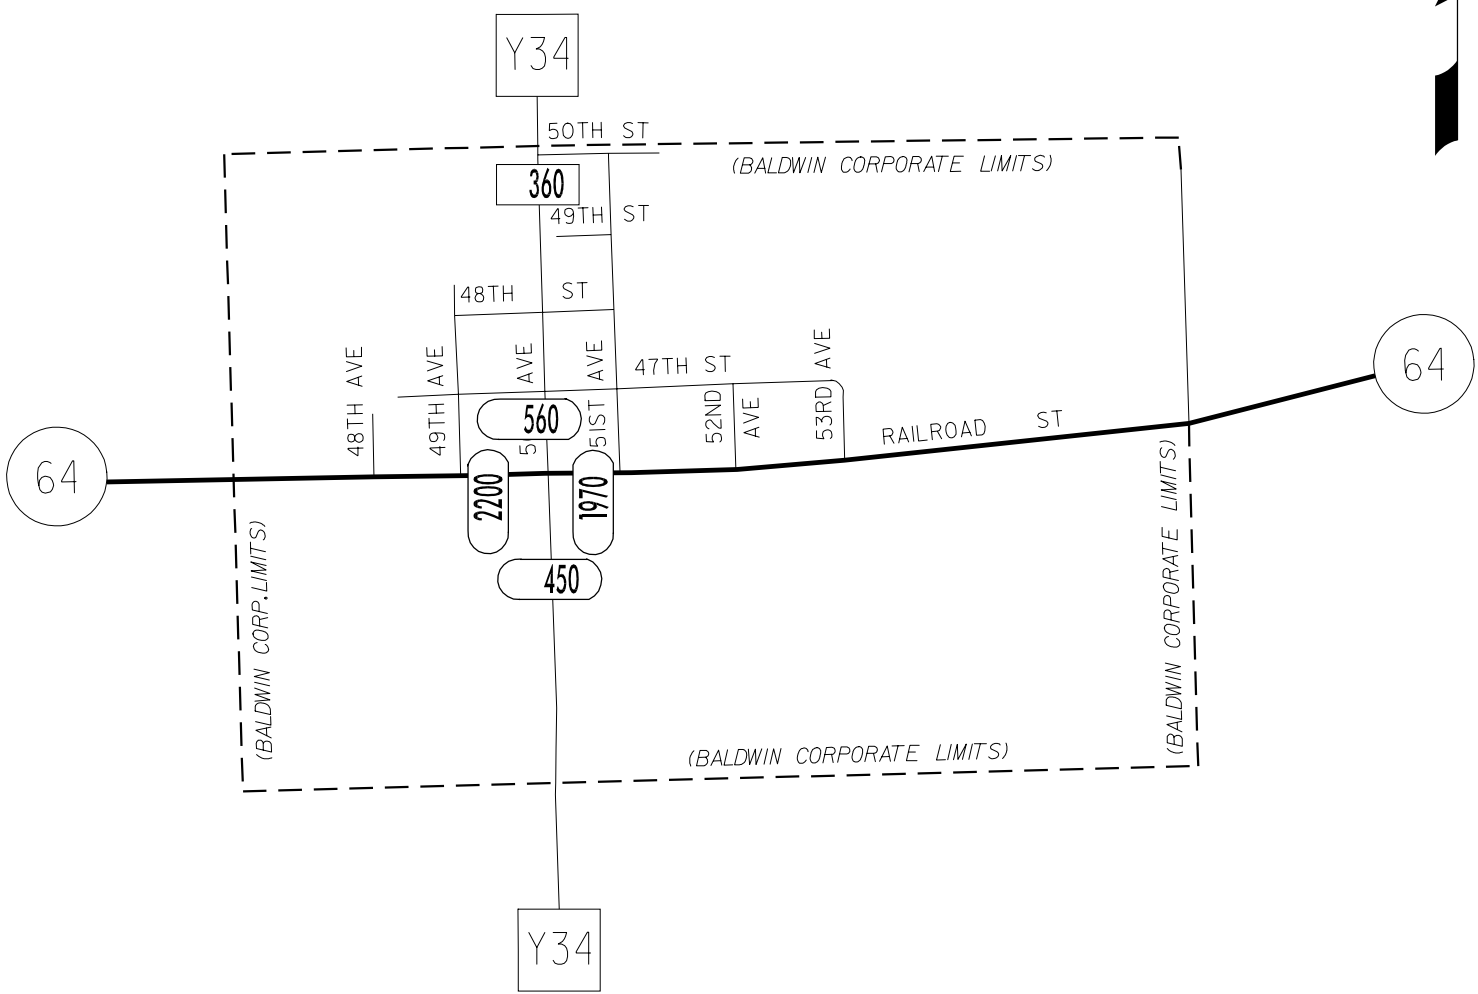 Y34
50TH ST
(BALDWIN CORPORATE LIMITS)
360
49TH ST
48TH ST
48TH AVE
49TH AVE
AVE
51ST AVE
47TH ST
52ND AVE
53RD AVE
64
RAILROAD ST
560
64
2200
1970
450
(BALDWIN CORP. LIMITS)
(BALDWIN CORPORATE LIMITS)
(BALDWIN CORPORATE LIMITS)
Y34